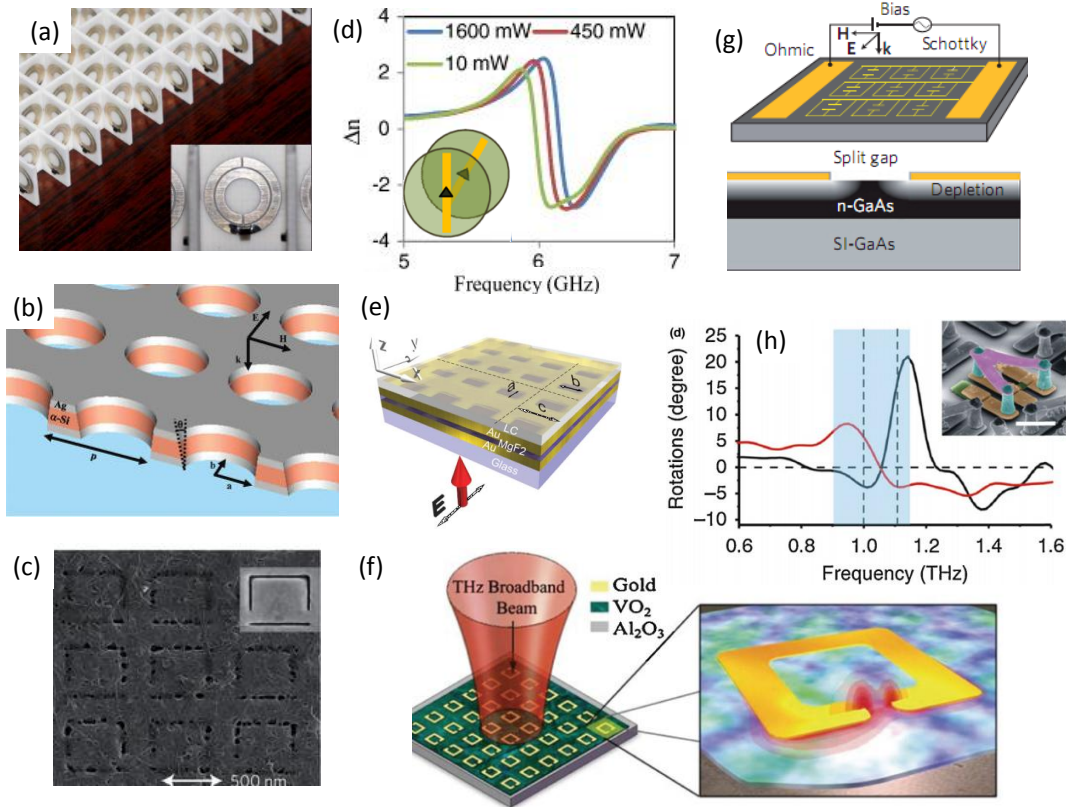 (a)
(b)
E
H
k
Ag
α-Si
θ
p
b
a
(c)
500 nm
(d)
1600 mW
450 mW
10 mW
4
2
0
-2
-4
Δn
5
6
7
Frequency (GHz)
(e)
z
y
x
a
b
c
LC
Au
MgF2
Au
Glass
E
(f)
THz Broadband
Beam
Gold
VO₂
Al₂O₃
(g)
Bias
H
E
k
Ohmic
Schottky
Split gap
Depletion
n-GaAs
SI-GaAs
(d)
(h)
25
20
15
10
5
0
-5
-10
Rotations (degree)
0.6
0.8
1.0
1.2
1.4
1.6
Frequency (THz)